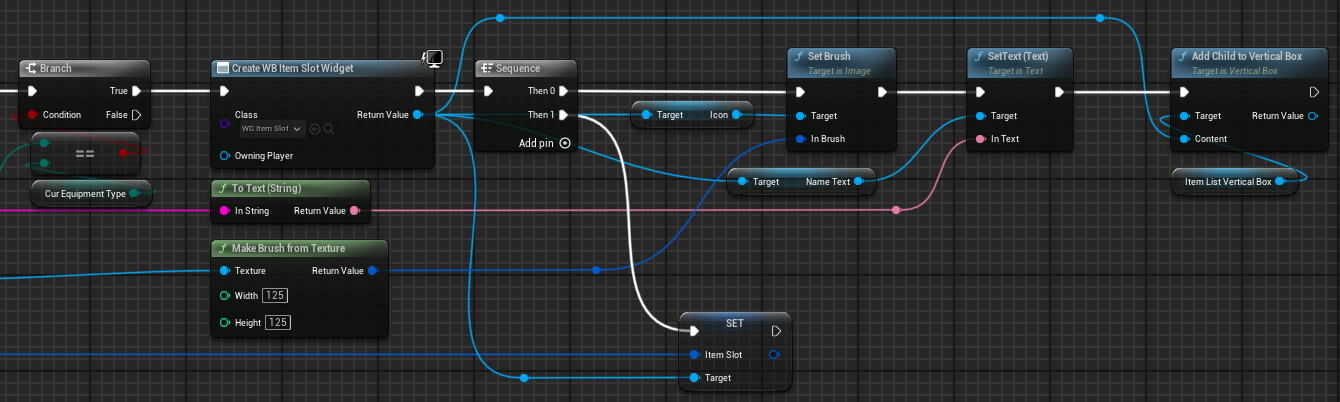 Branch
True
Condition
False
==
Cur Equipment Type
Create WB Item Slot Widget
Class
WB Item Slot
Return Value
Owning Player
To Text (String)
In String
Return Value
Make Brush from Texture
Texture
Return Value
Width
125
Height
125
Sequence
Then 0
Then 1
Add pin
Target
Icon
Target
Name Text
Set Brush
Target is Image
Target
In Brush
SetText (Text)
Target is Text
Target
In Text
Add Child to Vertical Box
Target is Vertical Box
Target
Return Value
Content
Item List Vertical Box
SET
Item Slot
Target